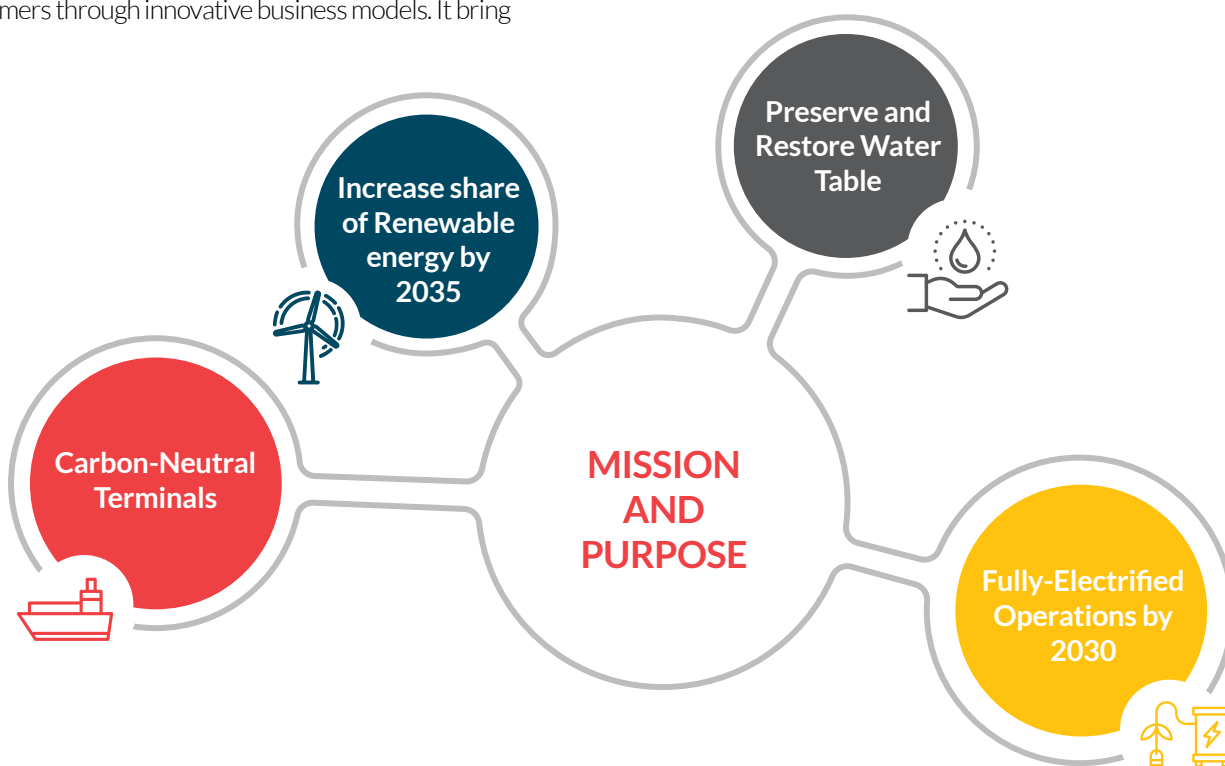 mers through innovative business models. It bring
Preserve and
Restore Water
Table
Increase share
of Renewable
energy by
2035
Carbon-Neutral
Terminals
MISSION
AND
PURPOSE
Fully-Electrified
Operations by
2030